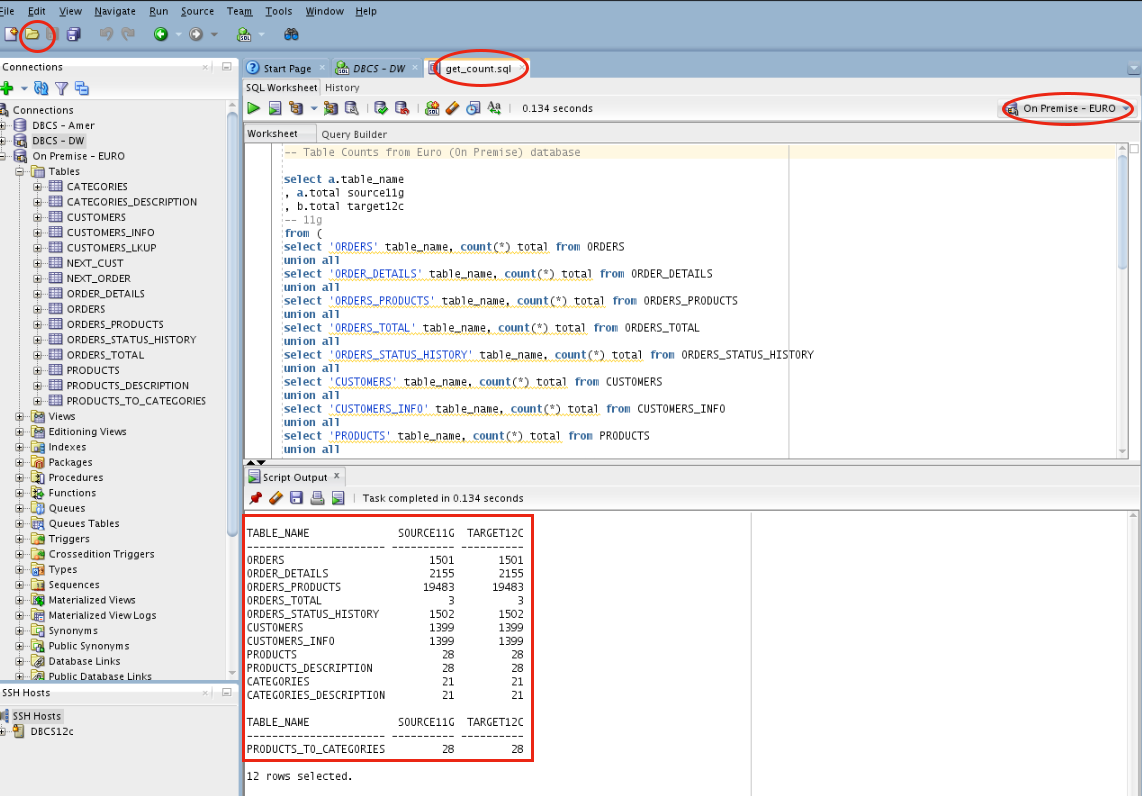 File Edit View Navigate Run Source Team Tools Window Help
Connections
Start Page
DBCS - DW
get_count.sql
SQL Worksheet History
0.134 seconds
On Premise - EURO
Worksheet Query Builder
Connections
DBCS - Amer
DBCS - DW
On Premise - EURO
Tables
CATEGORIES
CATEGORIES_DESCRIPTION
CUSTOMERS
CUSTOMERS_INFO
CUSTOMERS_LKUP
NEXT_CUST
NEXT_ORDER
ORDER_DETAILS
ORDERS
ORDERS_PRODUCTS
ORDERS_STATUS_HISTORY
ORDERS_TOTAL
PRODUCTS
PRODUCTS_DESCRIPTION
PRODUCTS_TO_CATEGORIES
Views
Editioning Views
Indexes
Packages
Procedures
Functions
Queues
Queues Tables
Triggers
Crossedition Triggers
Types
Sequences
Materialized Views
Materialized View Logs
Synonyms
Public Synonyms
Database Links
Public Database Links
SSH Hosts
SSH Hosts
DBCS12c
-- Table Counts from Euro (On Premise) database
select a.table_name
, a.total source11g
, b.total target12c
-- 11g
from (
select 'ORDERS' table_name, count(*) total from ORDERS
union all
select 'ORDER_DETAILS' table_name, count(*) total from ORDER_DETAILS
union all
select 'ORDERS_PRODUCTS' table_name, count(*) total from ORDERS_PRODUCTS
union all
select 'ORDERS_TOTAL' table_name, count(*) total from ORDERS_TOTAL
union all
select 'ORDERS_STATUS_HISTORY' table_name, count(*) total from ORDERS_STATUS_HISTORY
union all
select 'CUSTOMERS' table_name, count(*) total from CUSTOMERS
union all
select 'CUSTOMERS_INFO' table_name, count(*) total from CUSTOMERS_INFO
union all
select 'PRODUCTS' table_name, count(*) total from PRODUCTS
union all
Script Output
Task completed in 0.134 seconds
TABLE_NAME SOURCE11G TARGET12C
---------------------- ---------- ----------
ORDERS 1501 1501
ORDER_DETAILS 2155 2155
ORDERS_PRODUCTS 19483 19483
ORDERS_TOTAL 3 3
ORDERS_STATUS_HISTORY 1502 1502
CUSTOMERS 1399 1399
CUSTOMERS_INFO 1399 1399
PRODUCTS 28 28
PRODUCTS_DESCRIPTION 28 28
CATEGORIES 21 21
CATEGORIES_DESCRIPTION 21 21
TABLE_NAME SOURCE11G TARGET12C
---------------------- ---------- ----------
PRODUCTS_TO_CATEGORIES 28 28
12 rows selected.